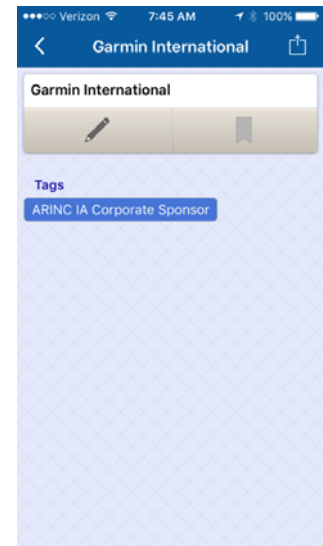 Verizon 7:45 AM 100%
Garmin International
Garmin International
Tags
ARINC IA Corporate Sponsor